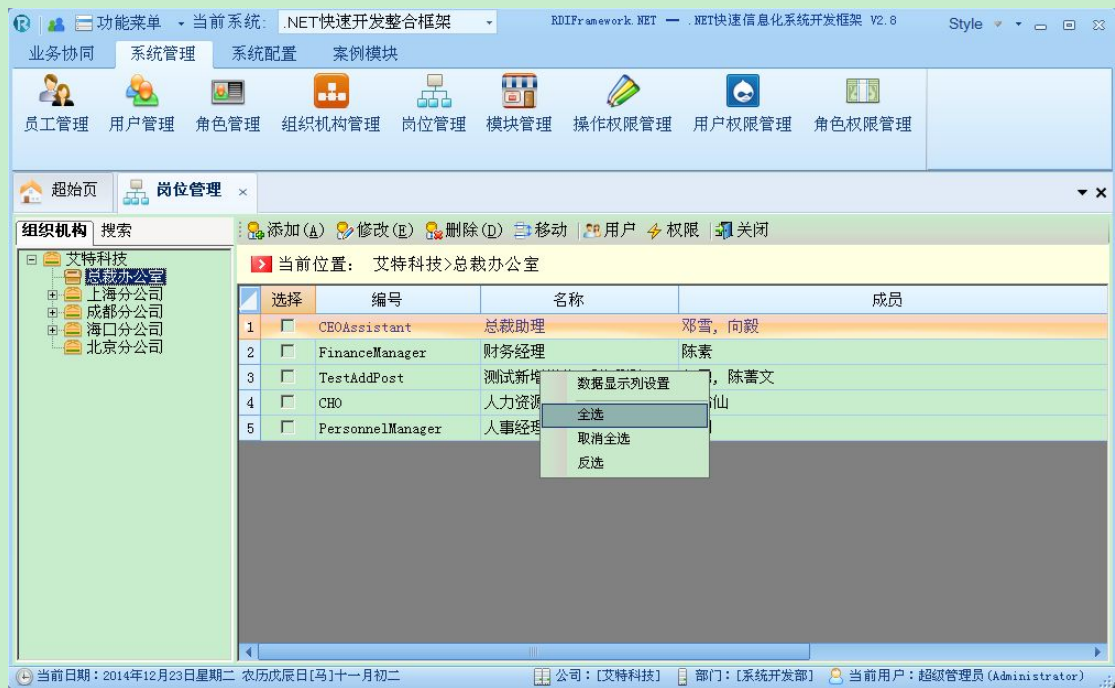 功能菜单 当前系统: .NET快速开发整合框架 RDIFramework.NET — .NET快速信息化系统开发框架 V2.8 Style
业务协同 系统管理 系统配置 案例模块
员工管理 用户管理 角色管理 组织机构管理 岗位管理 模块管理 操作权限管理 用户权限管理 角色权限管理
超始页 岗位管理
组织机构 搜索
添加(A) 修改(E) 删除(D) 移动 用户 权限 关闭
艾特科技
总裁办公室
上海分公司
成都分公司
海口分公司
北京分公司
当前位置: 艾特科技>总裁办公室
选择 编号 名称 成员
1 CEOAssistant 总裁助理 邓雪, 向毅
2 FinanceManager 财务经理 陈素
3 TestAddPost 测试新增 , 陈蔷文
4 CHO 人力资源 仙
5 PersonnelManager 人事经理
数据显示列设置
全选
取消全选
反选
当前日期：2014年12月23日星期二 农历戊辰日[马]十一月初二 公司：[艾特科技] 部门：[系统开发部] 当前用户：超级管理员(Administrator)